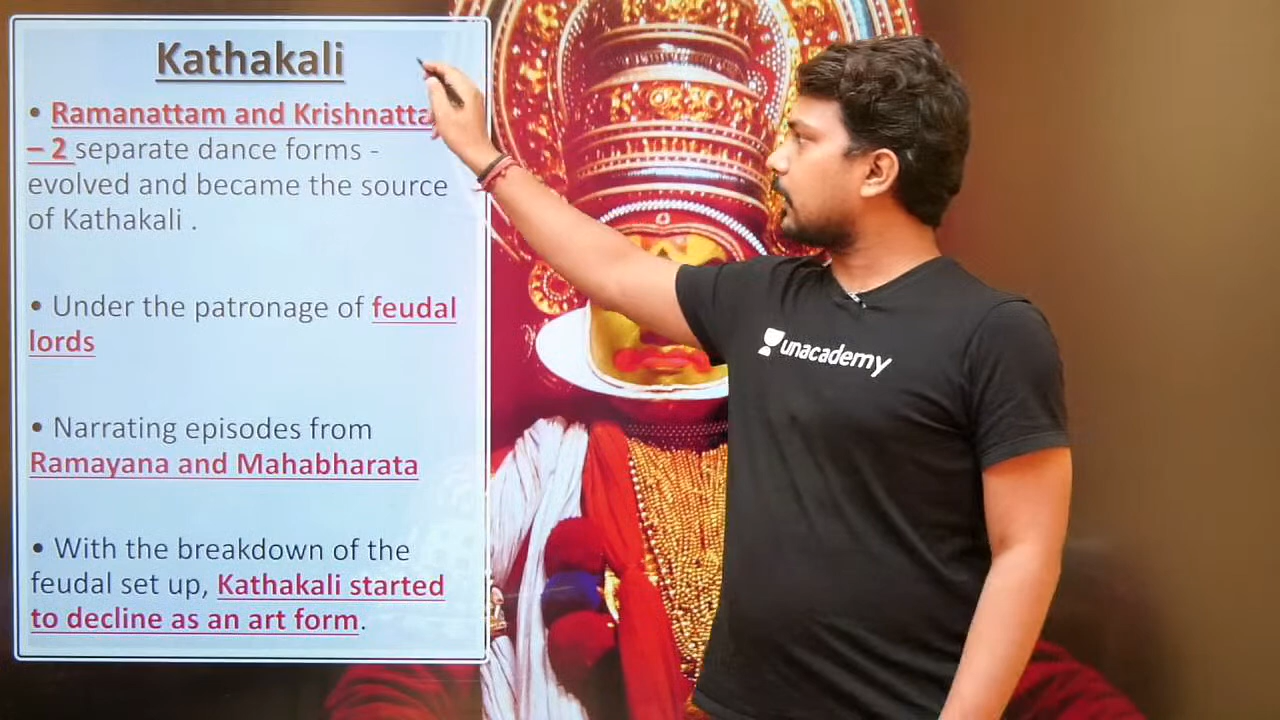 Kathakali
• Ramanattam and Krishnatta
– 2 separate dance forms -
evolved and became the source
of Kathakali .
• Under the patronage of feudal
lords
• Narrating episodes from
Ramayana and Mahabharata
• With the breakdown of the
feudal set up, Kathakali started
to decline as an art form.
unacademy